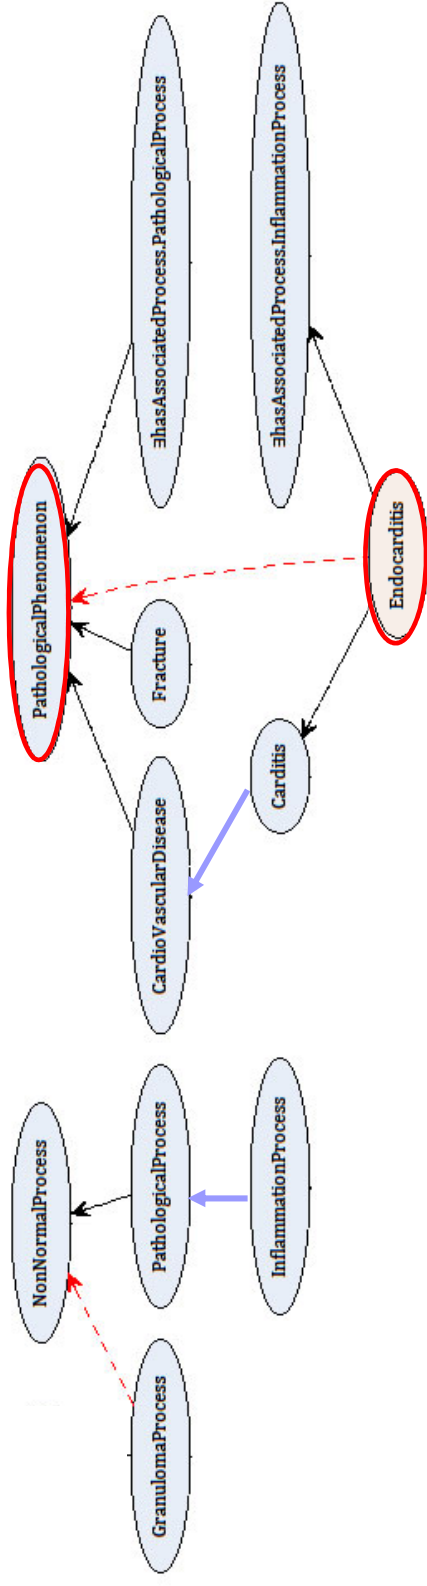 NonNormalProcess
PathologicalPhenomenon
GranulomaProcess
PathologicalProcess
CardioVascularDisease
Fracture
∃hasAssociatedProcess.PathologicalProcess
InflammationProcess
Carditis
∃hasAssociatedProcess.InflammationProcess
Endocarditis